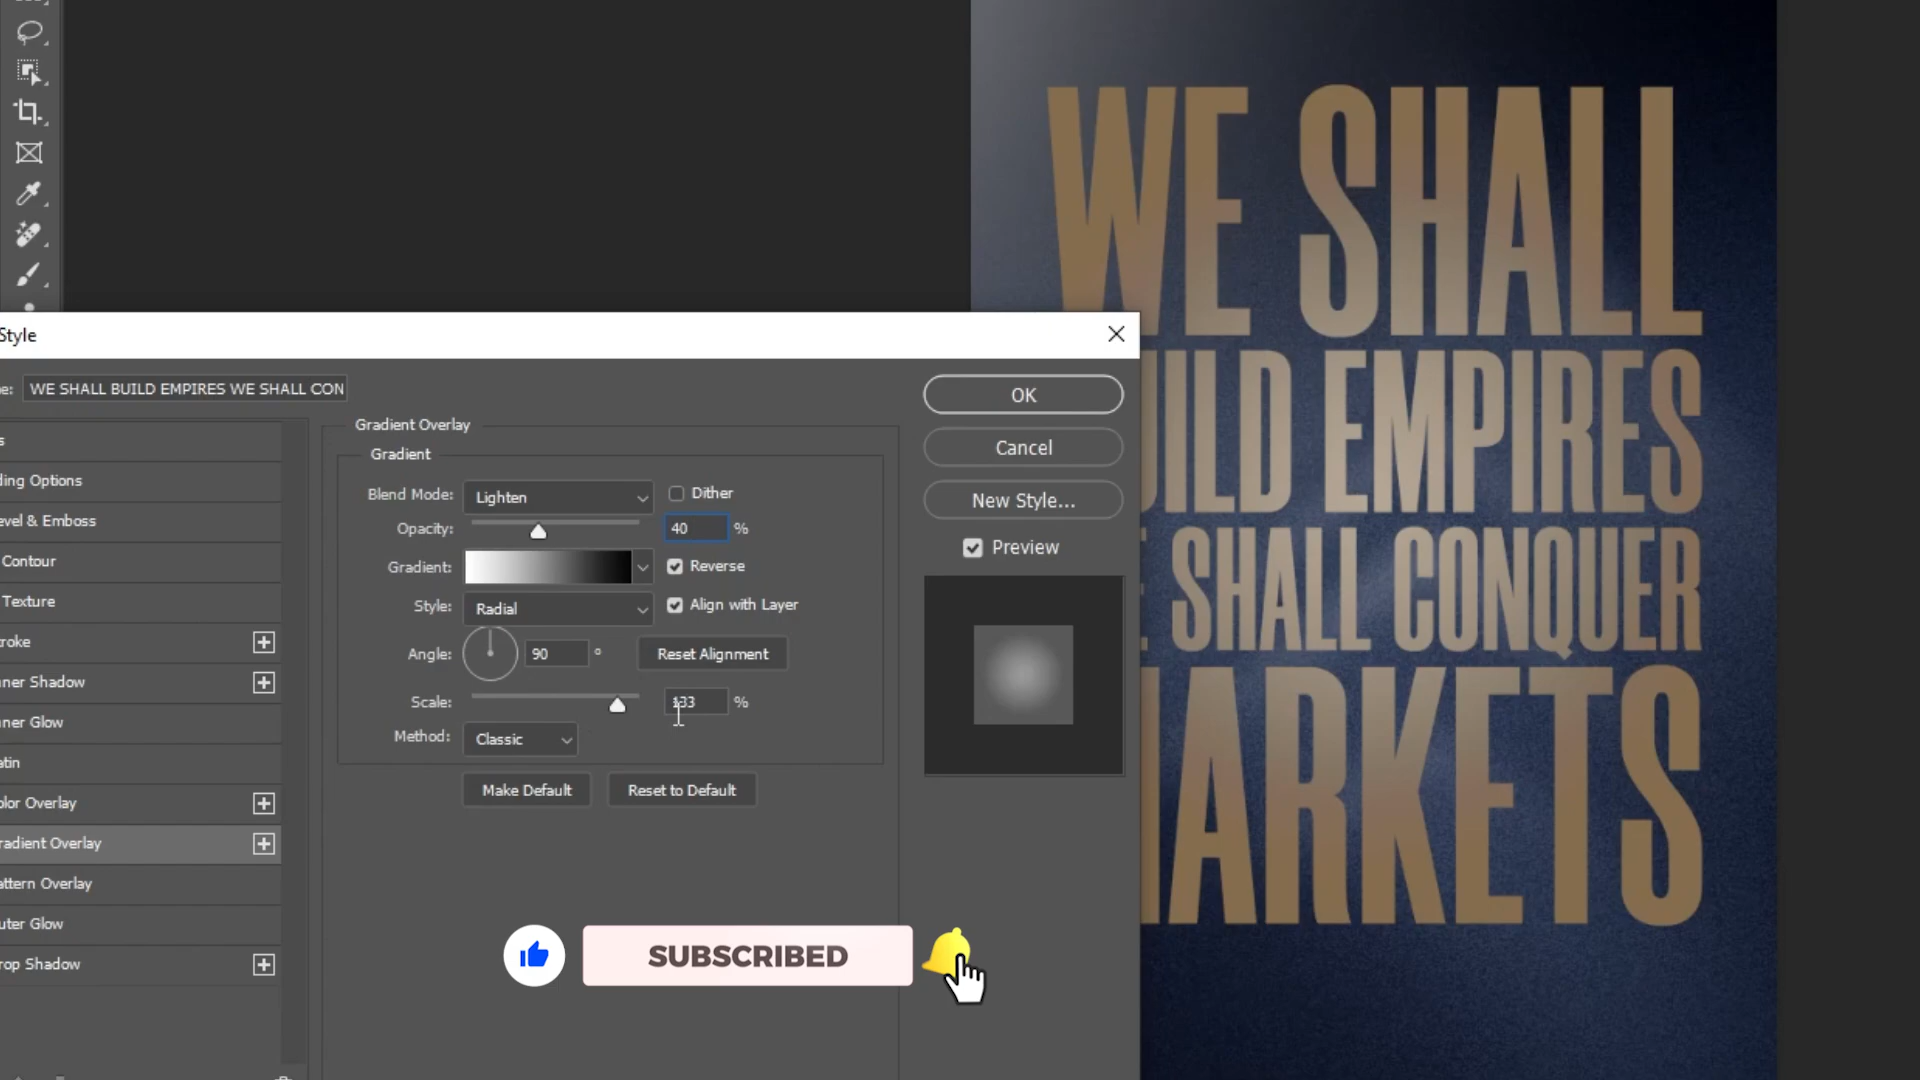 WE SHALL
UILD EMPIRES
SHALL CONQUER
ARKETS
Style
e:
WE SHALL BUILD EMPIRES WE SHALL CON
s
ding Options
evel & Emboss
Contour
Texture
roke
ner Shadow
ner Glow
atin
olor Overlay
radient Overlay
attern Overlay
uter Glow
rop Shadow
Gradient Overlay
Gradient
Blend Mode: Lighten Dither
Opacity: 40 %
Gradient: Reverse
Style: Radial Align with Layer
Angle: 90 ° Reset Alignment
Scale: 133 %
Method: Classic
Make Default Reset to Default
OK
Cancel
New Style...
Preview
SUBSCRIBED